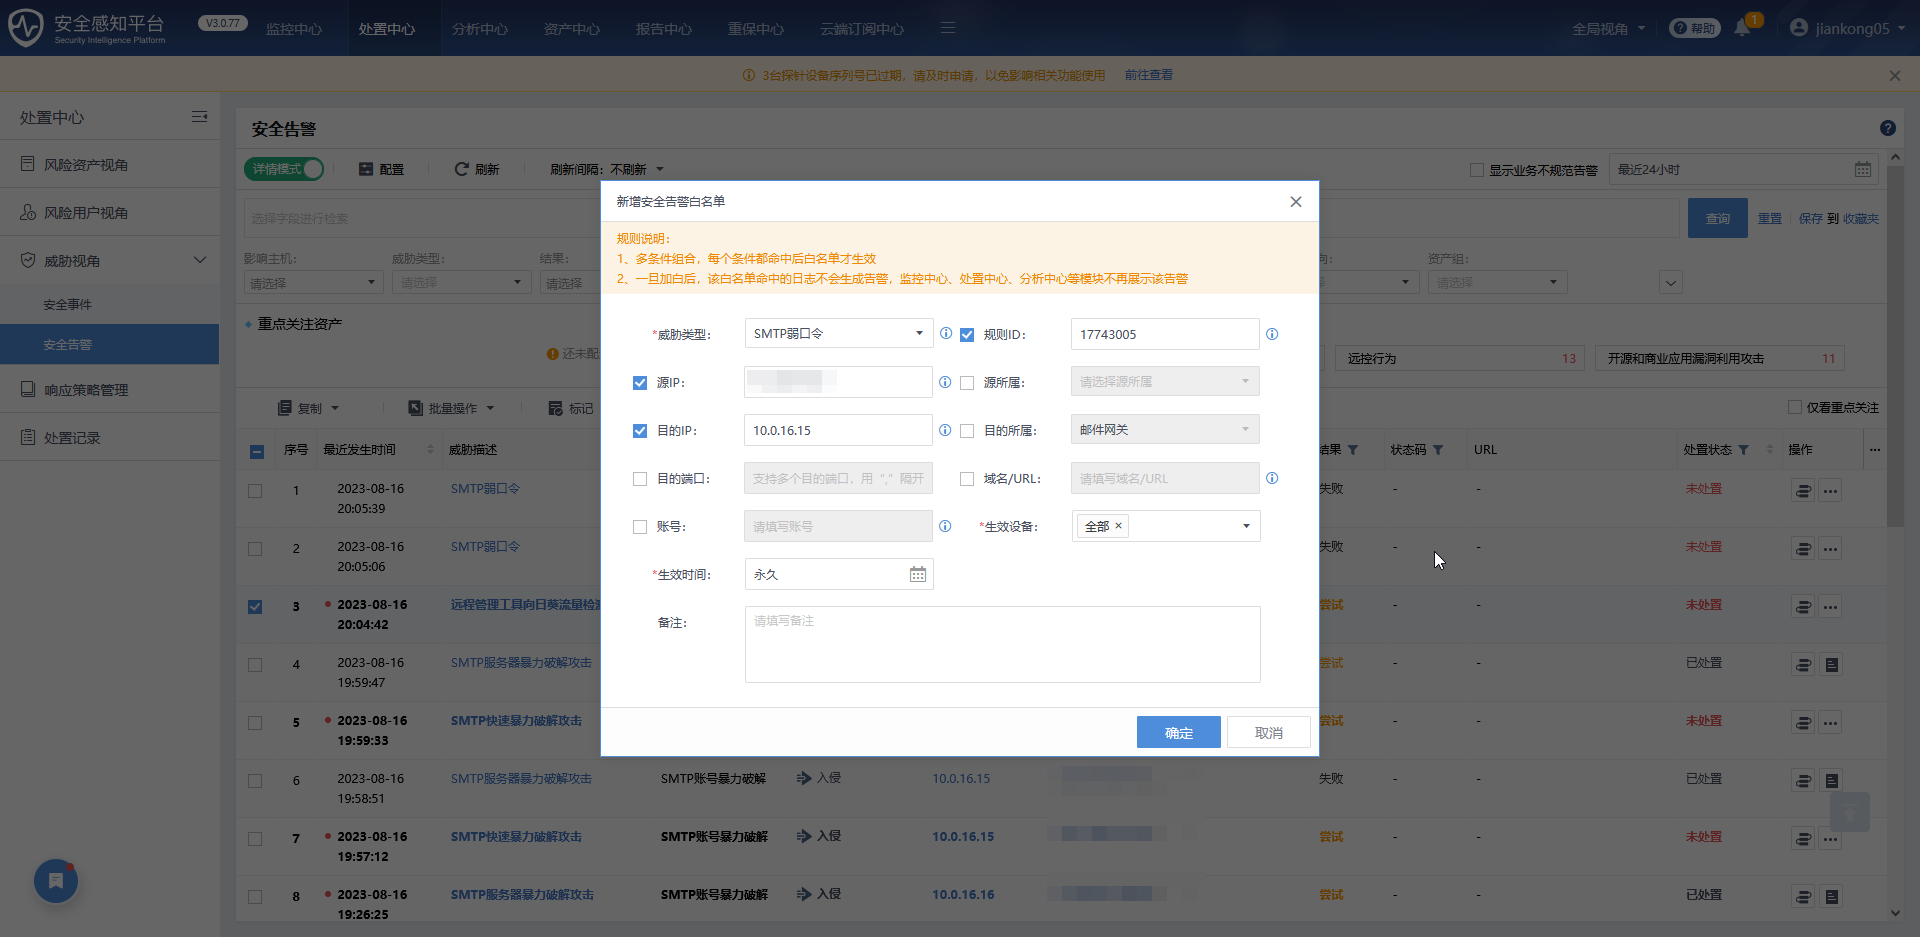 安全感知平台
Security Intelligence Platform
V3.0.77
监控中心
处置中心
分析中心
资产中心
报告中心
重保中心
云端订阅中心
全局视角
帮助
1
jiankong05
3台探针设备序列号已过期，请及时申请，以免影响相关功能使用 前往查看
处置中心
风险资产视角
风险用户视角
威胁视角
安全事件
安全告警
响应策略管理
处置记录
安全告警
详情模式
配置
刷新
刷新间隔：不刷新
显示业务不规范告警
最近24小时
选择字段进行检索
查询
重置
保存 到 收藏夹
影响主机：
威胁类型：
结果：
向：
资产组：
请选择
请选择
请选择
请选择
重点关注资产
还未配
远控行为 13
开源和商业应用漏洞利用攻击 11
复制
批量操作
标记
仅看重点关注
序号
最近发生时间
威胁描述
结果
状态码
URL
处置状态
操作
1 2023-08-16 20:05:39 SMTP弱口令 失败 - - 未处置
2 2023-08-16 20:05:06 SMTP弱口令 失败 - - 未处置
3 2023-08-16 20:04:42 远程管理工具向日葵流量检测 尝试 - - 未处置
4 2023-08-16 19:59:47 SMTP服务器暴力破解攻击 尝试 - - 已处置
5 2023-08-16 19:59:33 SMTP快速暴力破解攻击 尝试 - - 未处置
6 2023-08-16 19:58:51 SMTP服务器暴力破解攻击 SMTP账号暴力破解 入侵 10.0.16.15 失败 - - 已处置
7 2023-08-16 19:57:12 SMTP快速暴力破解攻击 SMTP账号暴力破解 入侵 10.0.16.15 尝试 - - 未处置
8 2023-08-16 19:26:25 SMTP服务器暴力破解攻击 SMTP账号暴力破解 入侵 10.0.16.16 尝试 - - 已处置
新增安全告警白名单
规则说明：
1、多条件组合，每个条件都命中后白名单才生效
2、一旦加白后，该白名单命中的日志不会生成告警，监控中心、处置中心、分析中心等模块不再展示该告警
*威胁类型： SMTP弱口令
规则ID： 17743005
源IP：
源所属： 请选择源所属
目的IP： 10.0.16.15
目的所属： 邮件网关
目的端口： 支持多个目的端口，用“,”隔开
域名/URL： 请填写域名/URL
账号： 请填写账号
*生效设备： 全部 ×
*生效时间： 永久
备注： 请填写备注
确定
取消